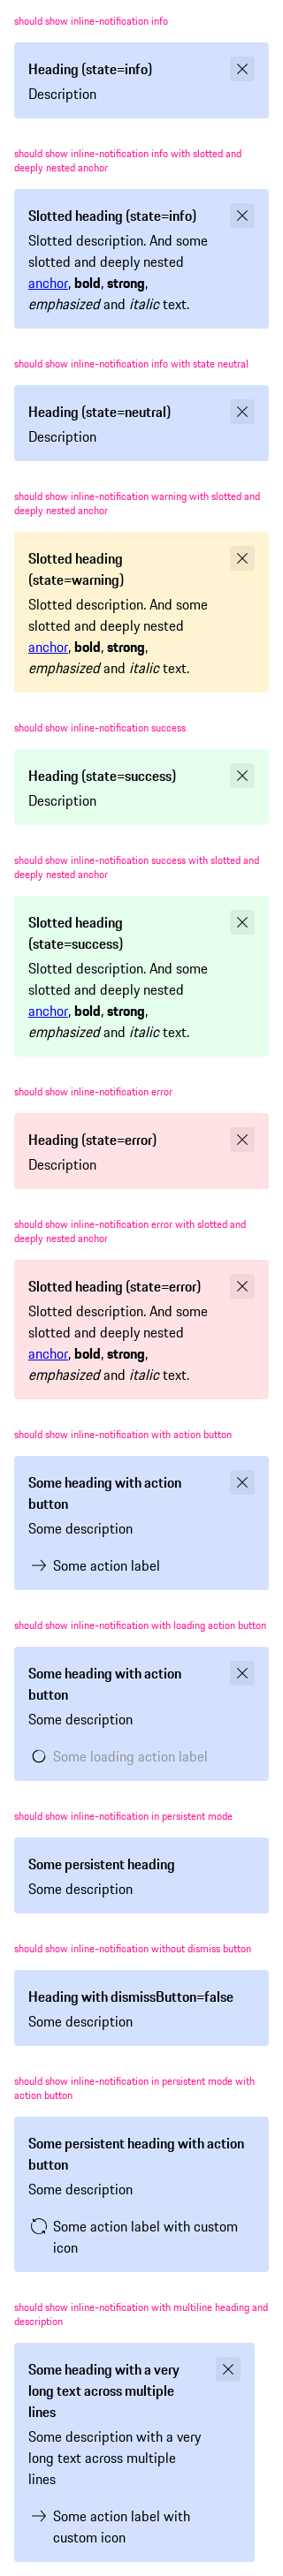 should show inline-notification info
Heading (state=info)
Description
should show inline-notification info with slotted and
deeply nested anchor
Slotted heading (state=info)
Slotted description. And some
slotted and deeply nested
anchor, bold, strong,
emphasized and italic text.
should show inline-notification info with state neutral
Heading (state=neutral)
Description
should show inline-notification warning with slotted and
deeply nested anchor
Slotted heading
(state=warning)
Slotted description. And some
slotted and deeply nested
anchor, bold, strong,
emphasized and italic text.
should show inline-notification success
Heading (state=success)
Description
should show inline-notification success with slotted and
deeply nested anchor
Slotted heading
(state=success)
Slotted description. And some
slotted and deeply nested
anchor, bold, strong,
emphasized and italic text.
should show inline-notification error
Heading (state=error)
Description
should show inline-notification error with slotted and
deeply nested anchor
Slotted heading (state=error)
Slotted description. And some
slotted and deeply nested
anchor, bold, strong,
emphasized and italic text.
should show inline-notification with action button
Some heading with action
button
Some description
Some action label
should show inline-notification with loading action button
Some heading with action
button
Some description
Some loading action label
should show inline-notification in persistent mode
Some persistent heading
Some description
should show inline-notification without dismiss button
Heading with dismissButton=false
Some description
should show inline-notification in persistent mode with
action button
Some persistent heading with action
button
Some description
Some action label with custom
icon
should show inline-notification with multiline heading and
description
Some heading with a very
long text across multiple
lines
Some description with a very
long text across multiple
lines
Some action label with
custom icon